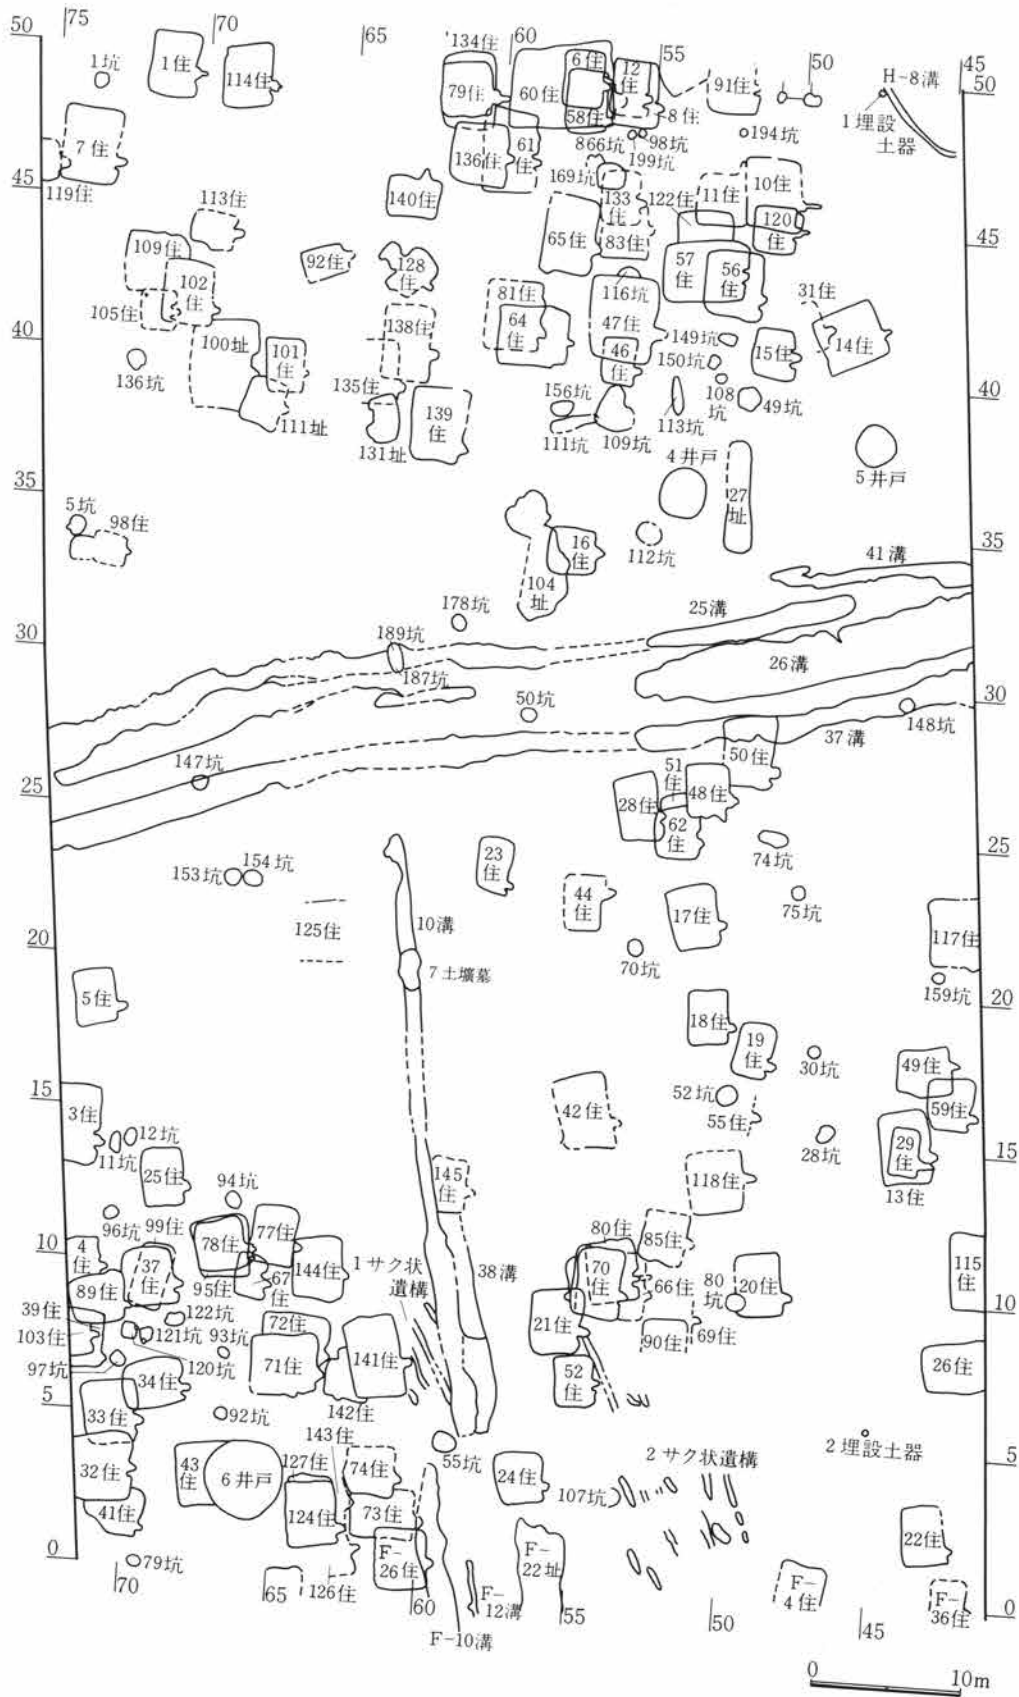 75 70 65 60 55 50 45
50 50
1坑 1住 114住 134住 79住 60住 6住 58住 12住 8住 91住 H-8溝
1埋設
土器
7住 119住 136住 61住 866坑 98坑 199坑 194坑
169坑 133住 122住 11住 10住 120住
45 45
113住 140住 65住 83住 57住 56住
109住 102住 105住 92住 128住 116坑 31住
81住 64住 47住 46住 149坑 150坑 15住 14住
40 40
100址 101住 138住 135住 136坑 108坑 49坑
111址 131址 139住 156坑 111坑 109坑 113坑
4井戸 5井戸
35 35
5坑 98住 27址
16住 104址 112坑 41溝
178坑 25溝
30 30
189坑 187坑 26溝
50坑 148坑
147坑 37溝
25 25
50住 51住 48住 28住 62住
23住 74坑
153坑 154坑 44住 17住 75坑
125住 10溝 117住
20 20
7土壙墓 70坑 159坑
5住 18住 19住 30坑 49住
15 15
3住 42住 52坑 55住 59住
12坑 11坑 25住 28坑 29住 13住
94坑 145住 118住
96坑 99住 77住 80住 85住
10 10
4住 37住 78住 144住 1サク状
遺構
38溝 70住 66住 80坑 20住 115住
89住 95住 67住
39住 122坑 72住 21住 90住 69住
103住 121坑 93坑 71住 141住
97坑 120坑 52住 26住
34住 142住
5 5
33住 92坑 143住 55坑 2サク状遺構 2埋設土器
32住 43住 6井戸 127住 74住 24住 107坑
41住 124住 73住 22住
0 0
79坑 126住 F-26住 F-12溝 F-22址 F-4住 F-36住
70 65 60 55 50 45
F-10溝
0 10m